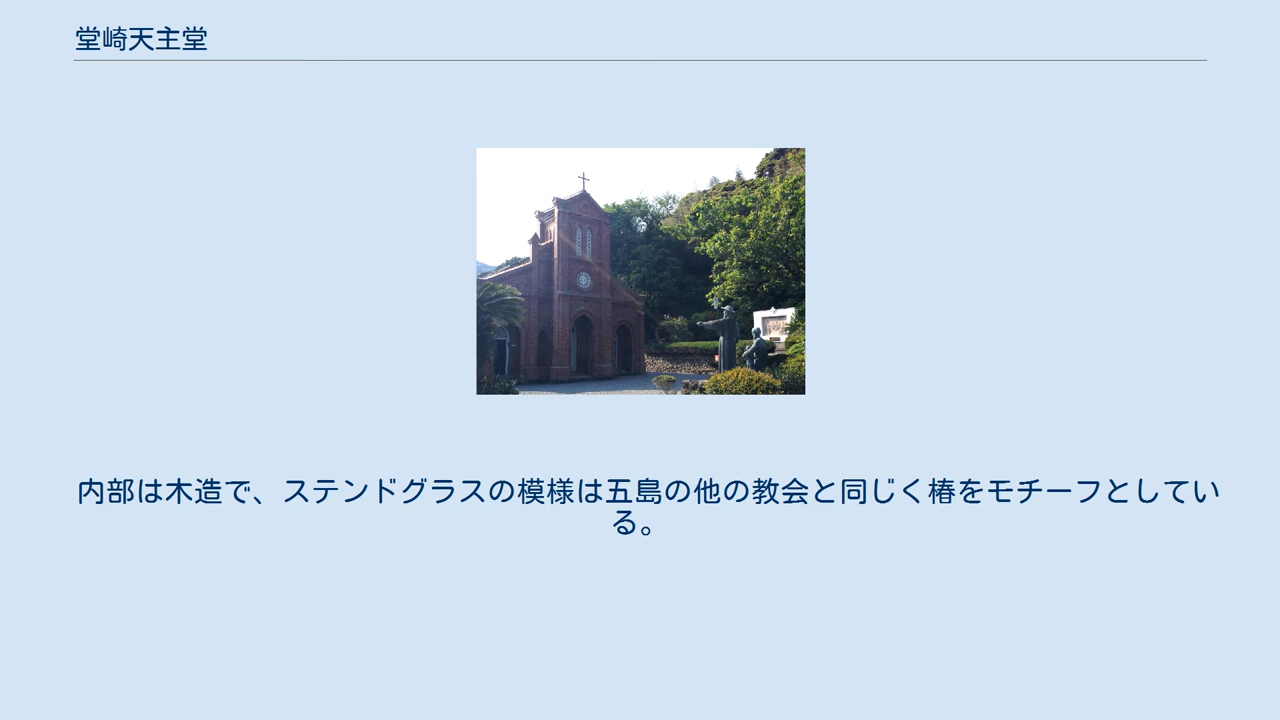 堂崎天主堂
内部は木造で、ステンドグラスの模様は五島の他の教会と同じく椿をモチーフとしてい
る。